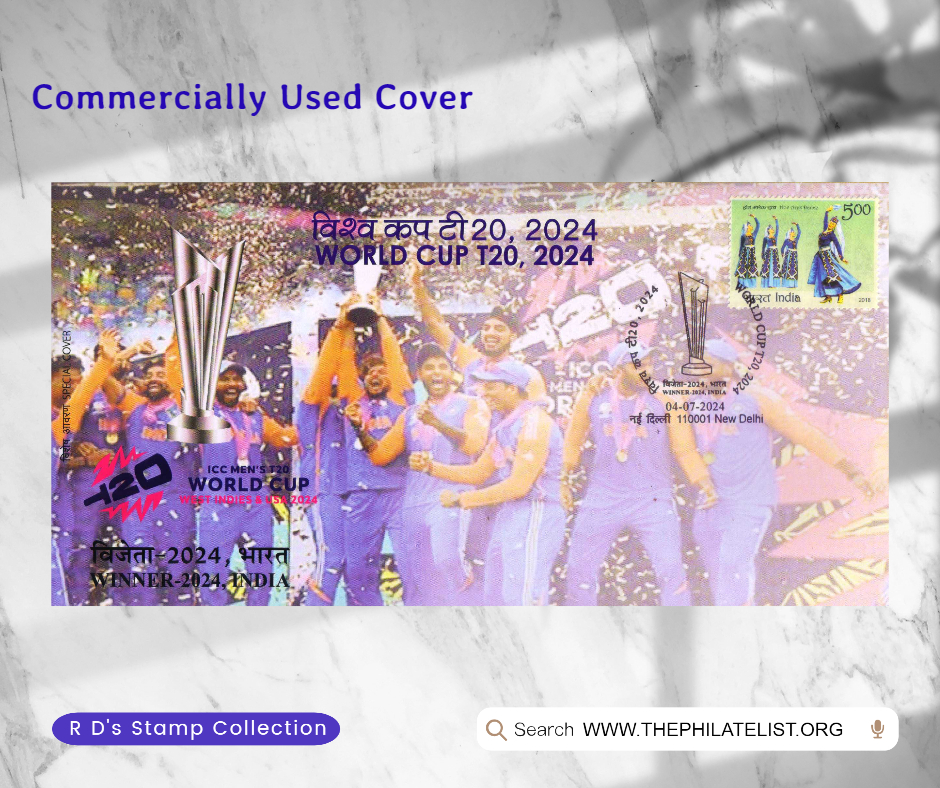 Commercially Used Cover
विश्व कप टी 20, 2024
WORLD CUP T20, 2024
500
भारत India
2018
विश्व कप टी20, 2024
WORLD CUP T20, 2024
विजेता-2024, भारत
WINNER-2024, INDIA
04-07-2024
नई दिल्ली 110001 New Delhi
विशेष आवरण SPECIAL COVER
T20
ICC MEN'S T20
WORLD CUP
WEST INDIES & USA 2024
विजेता-2024, भारत
WINNER-2024, INDIA
R D's Stamp Collection
Search WWW.THEPHILATELIST.ORG